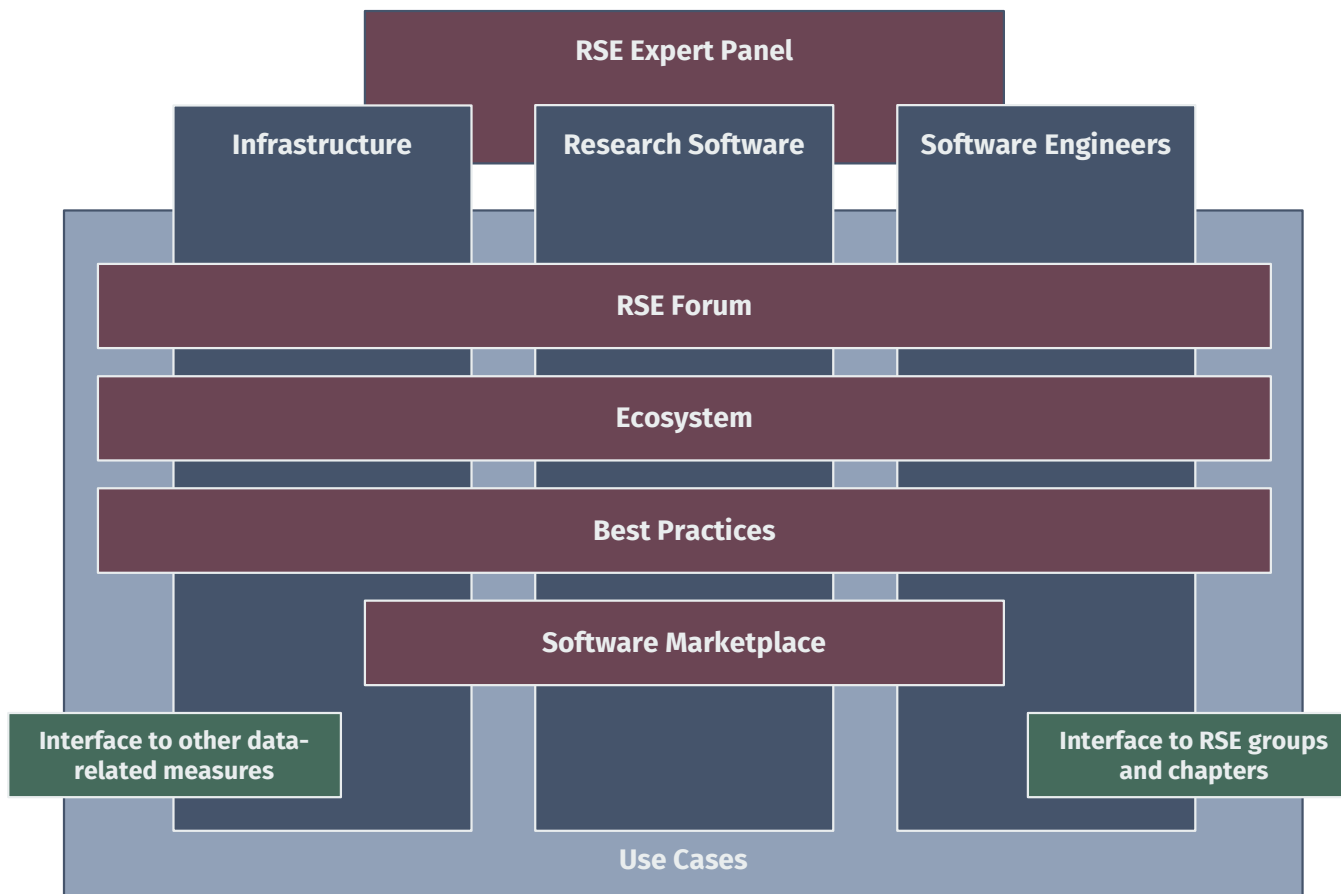 RSE Expert Panel
Infrastructure
Research Software
Software Engineers
RSE Forum
Ecosystem
Best Practices
Software Marketplace
Interface to other data-
related measures
Interface to RSE groups
and chapters
Use Cases